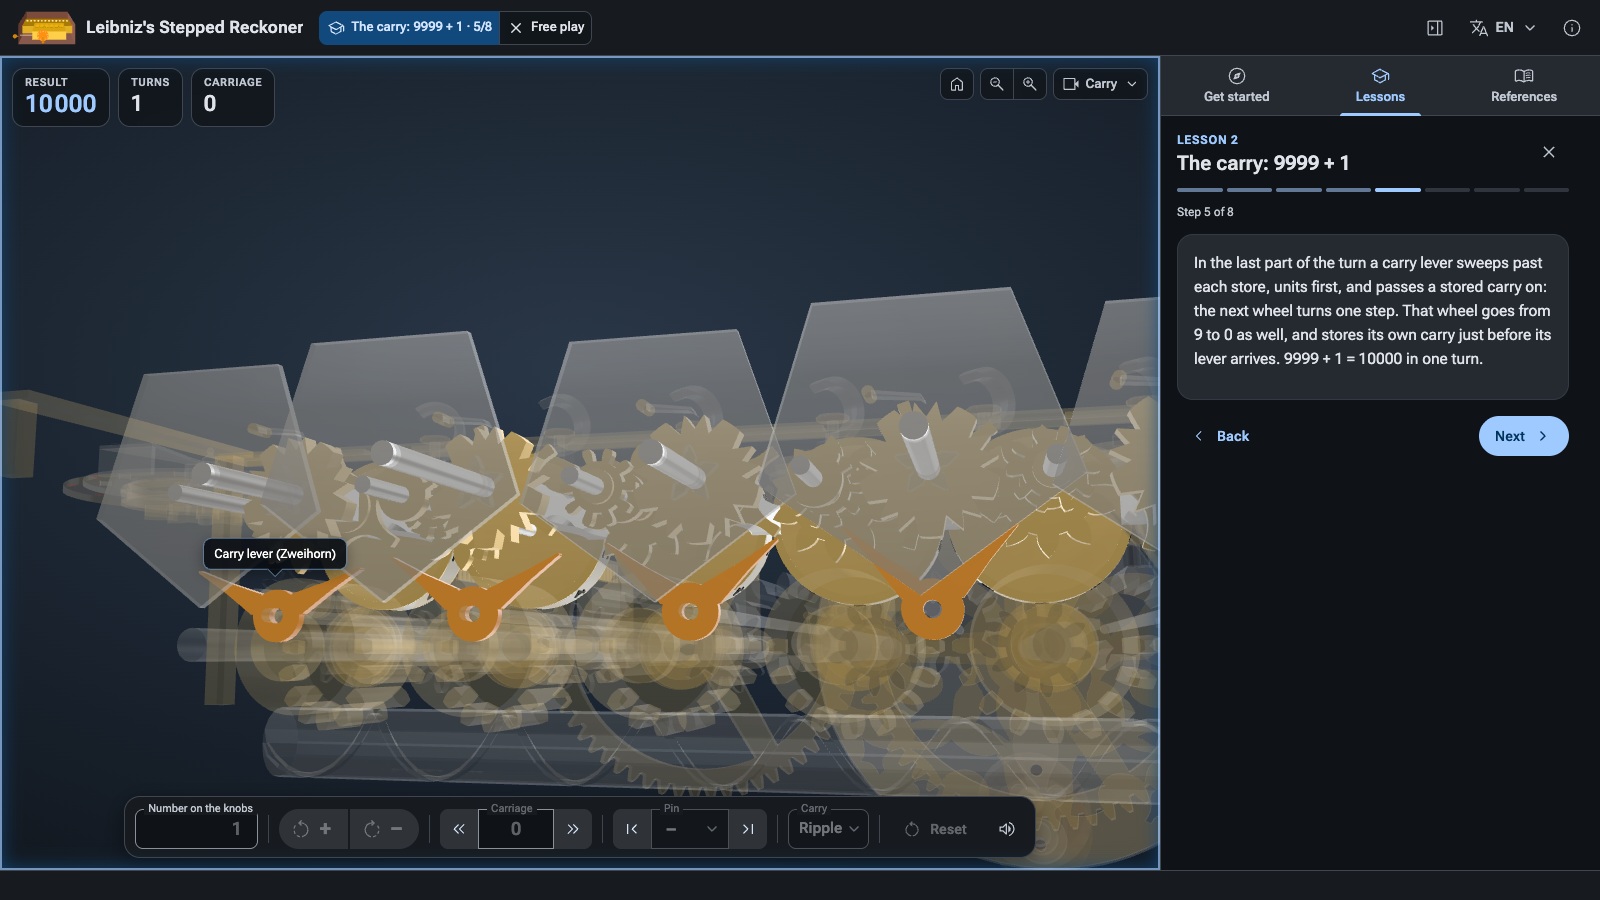 Leibniz's Stepped Reckoner
The carry: 9999 + 1 · 5/8
Free play
EN
RESULT
10000
TURNS
1
CARRIAGE
0
Carry
Get started
Lessons
References
LESSON 2
The carry: 9999 + 1
Step 5 of 8
In the last part of the turn a carry lever sweeps past
each store, units first, and passes a stored carry on:
the next wheel turns one step. That wheel goes from
9 to 0 as well, and stores its own carry just before its
lever arrives. 9999 + 1 = 10000 in one turn.
Back
Next
Carry lever (Zweihorn)
Number on the knobs
1
+
−
Carriage
0
Pin
–
Carry
Ripple
Reset